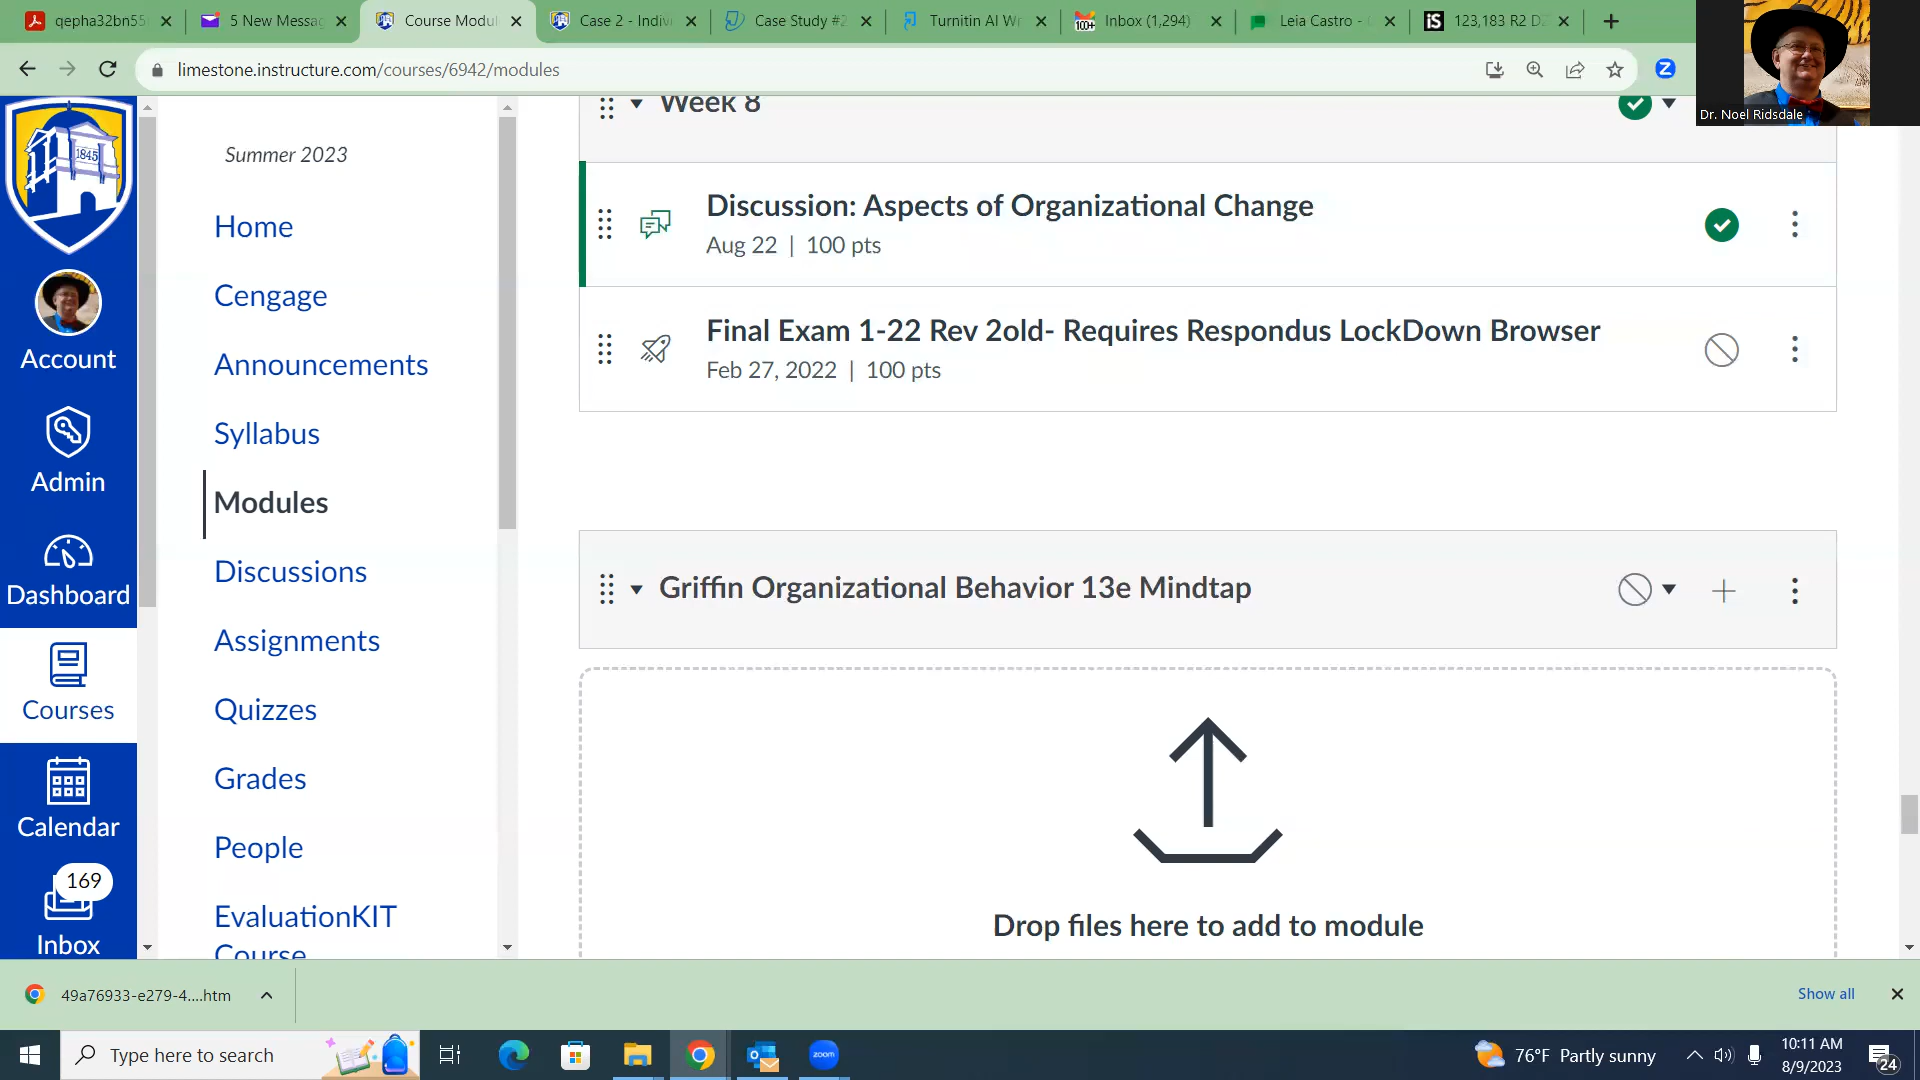 qepha32bn55
5 New Messag
Course Modul
Case 2 - Indivi
Case Study #2
Turnitin AI Wr
Inbox (1,294)
Leia Castro -
123,183 R2 D2
limestone.instructure.com/courses/6942/modules
Dr. Noel Ridsdale
1845
Account
Admin
Dashboard
Courses
Calendar
169
Inbox
Summer 2023
Home
Cengage
Announcements
Syllabus
Modules
Discussions
Assignments
Quizzes
Grades
People
EvaluationKIT
Course
Week 8
Discussion: Aspects of Organizational Change
Aug 22 | 100 pts
Final Exam 1-22 Rev 2old- Requires Respondus LockDown Browser
Feb 27, 2022 | 100 pts
Griffin Organizational Behavior 13e Mindtap
Drop files here to add to module
49a76933-e279-4....htm
Show all
Type here to search
zoom
76°F Partly sunny
10:11 AM
8/9/2023
24